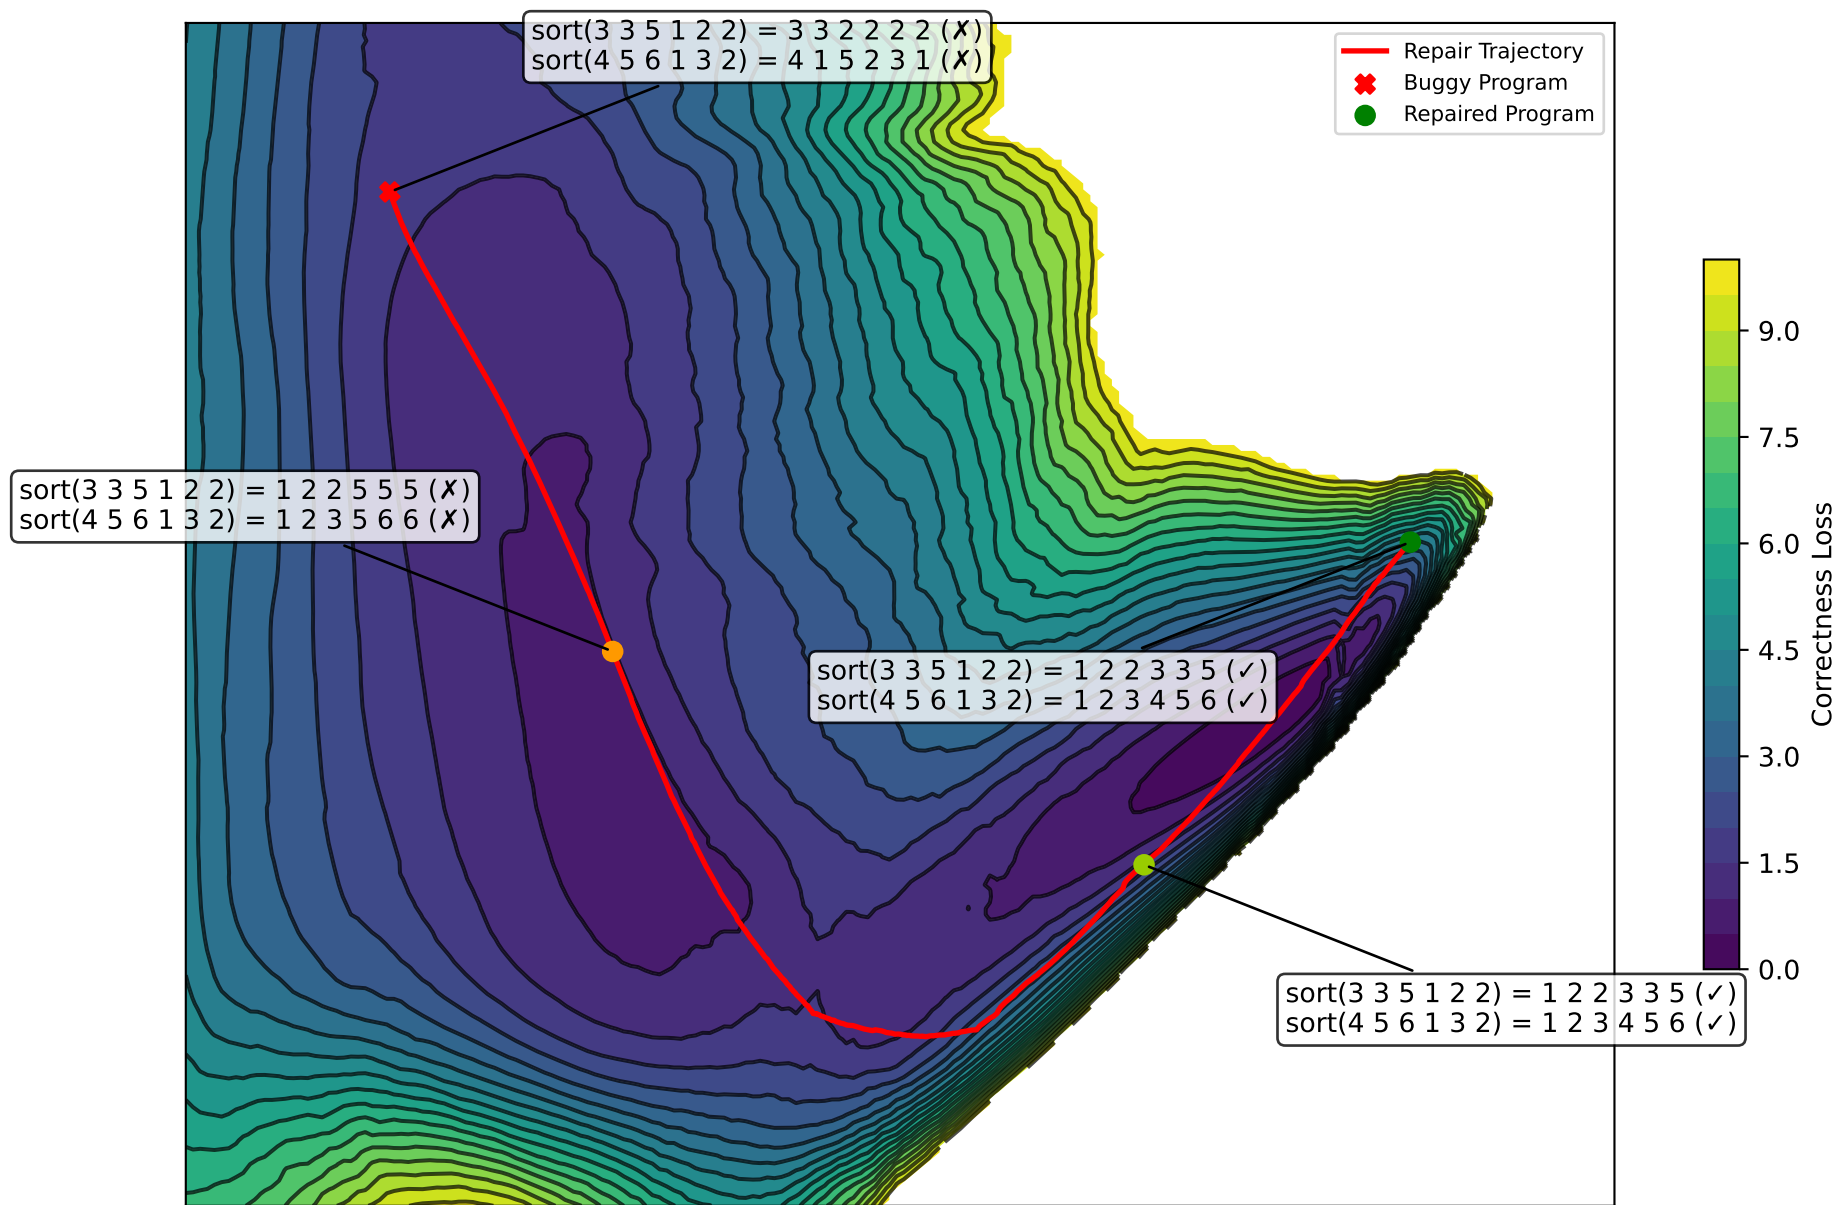 sort(3 3 5 1 2 2) = 3 3 2 2 2 2 (✗)
sort(4 5 6 1 3 2) = 4 1 5 2 3 1 (✗)
Repair Trajectory
Buggy Program
Repaired Program
sort(3 3 5 1 2 2) = 1 2 2 5 5 5 (✗)
sort(4 5 6 1 3 2) = 1 2 3 5 6 6 (✗)
sort(3 3 5 1 2 2) = 1 2 2 3 3 5 (✓)
sort(4 5 6 1 3 2) = 1 2 3 4 5 6 (✓)
sort(3 3 5 1 2 2) = 1 2 2 3 3 5 (✓)
sort(4 5 6 1 3 2) = 1 2 3 4 5 6 (✓)
9.0
7.5
6.0
4.5
3.0
1.5
0.0
Correctness Loss